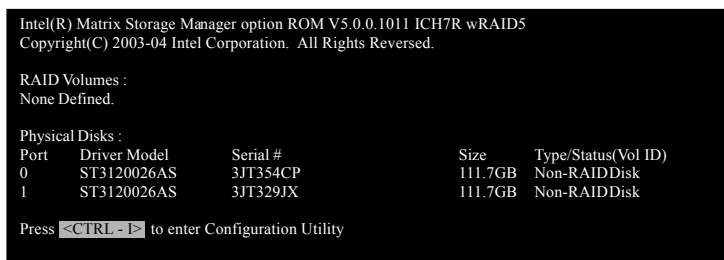 Intel(R) Matrix Storage Manager option ROM V5.0.0.1011 ICH7R wRAID5
Copyright(C) 2003-04 Intel Corporation.  All Rights Reversed.
RAID Volumes :
None Defined.
Physical Disks :
Port Driver Model Serial # Size Type/Status(Vol ID)
0 ST3120026AS 3JT354CP 111.7GB Non-RAIDDisk
1 ST3120026AS 3JT329JX 111.7GB Non-RAIDDisk
Press <CTRL - I> to enter Configuration Utility